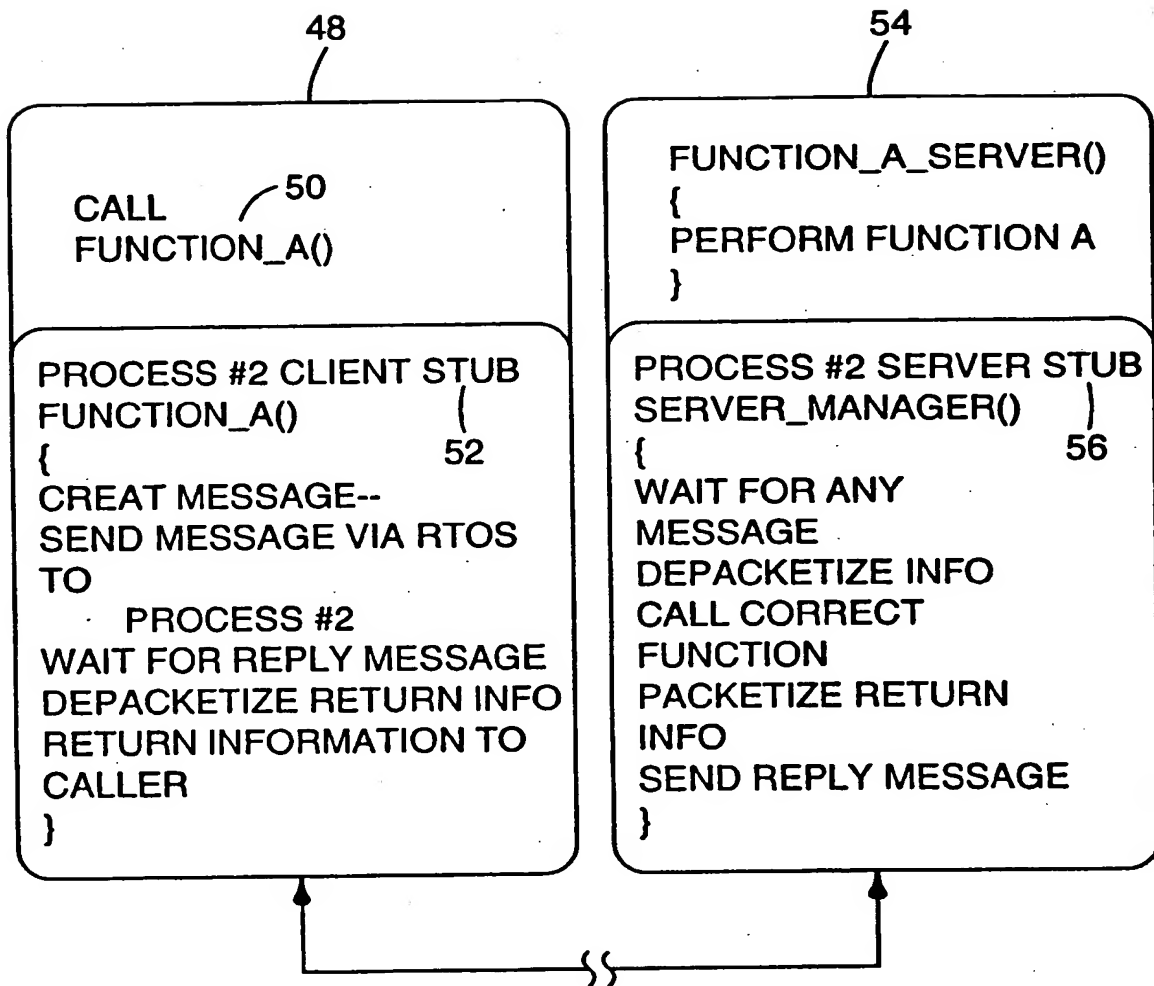 48
54
CALL
50
FUNCTION_A()
FUNCTION_A_SERVER()
{
PERFORM FUNCTION A
}
PROCESS #2 CLIENT STUB
FUNCTION_A()
52
{
CREAT MESSAGE--
SEND MESSAGE VIA RTOS
TO
PROCESS #2
WAIT FOR REPLY MESSAGE
DEPACKETIZE RETURN INFO
RETURN INFORMATION TO
CALLER
}
PROCESS #2 SERVER STUB
SERVER_MANAGER()
56
{
WAIT FOR ANY
MESSAGE
DEPACKETIZE INFO
CALL CORRECT
FUNCTION
PACKETIZE RETURN
INFO
SEND REPLY MESSAGE
}